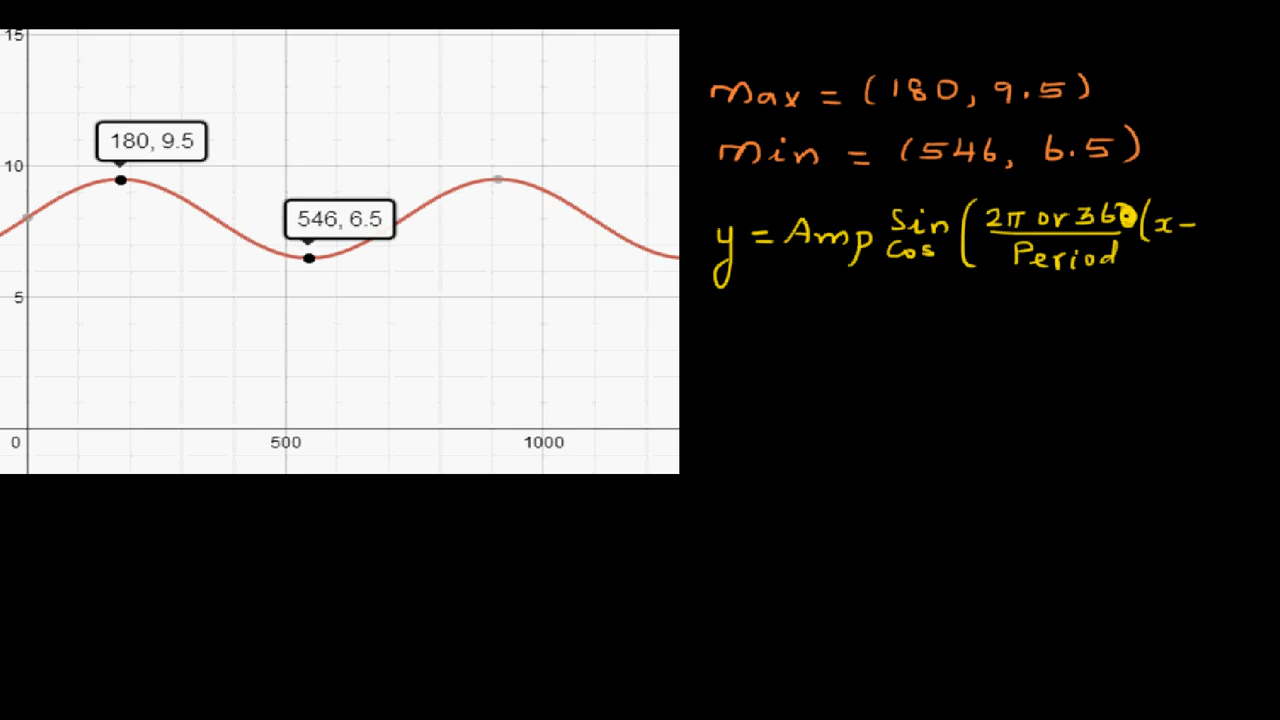 15
180, 9.5
10
546, 6.5
5
0 500 1000
Max = (180, 9.5)
Min = (546, 6.5)
y = Amp Sin Cos (2π or 360 / Period (x -